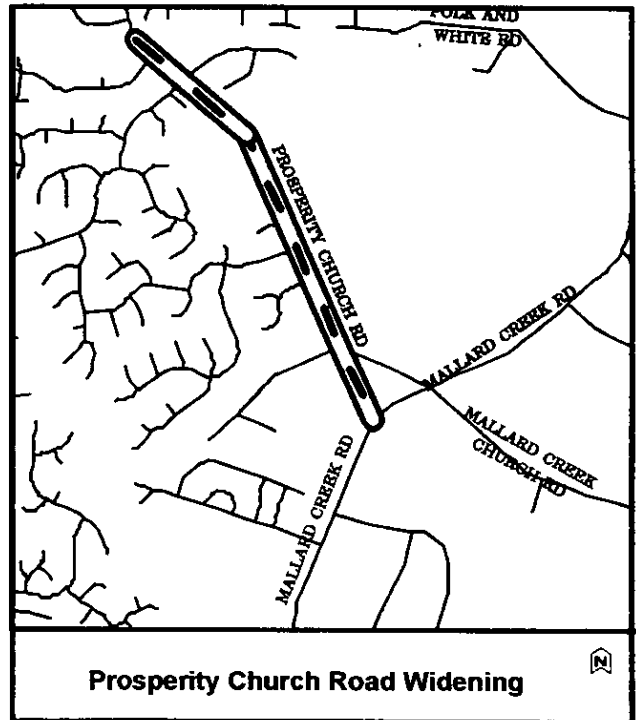 POLK AND
WHITE RD
PROSPERITY CHURCH RD
MALLARD CREEK RD
MALLARD CREEK
CHURCH RD
MALLARD CREEK RD
Prosperity Church Road Widening
N